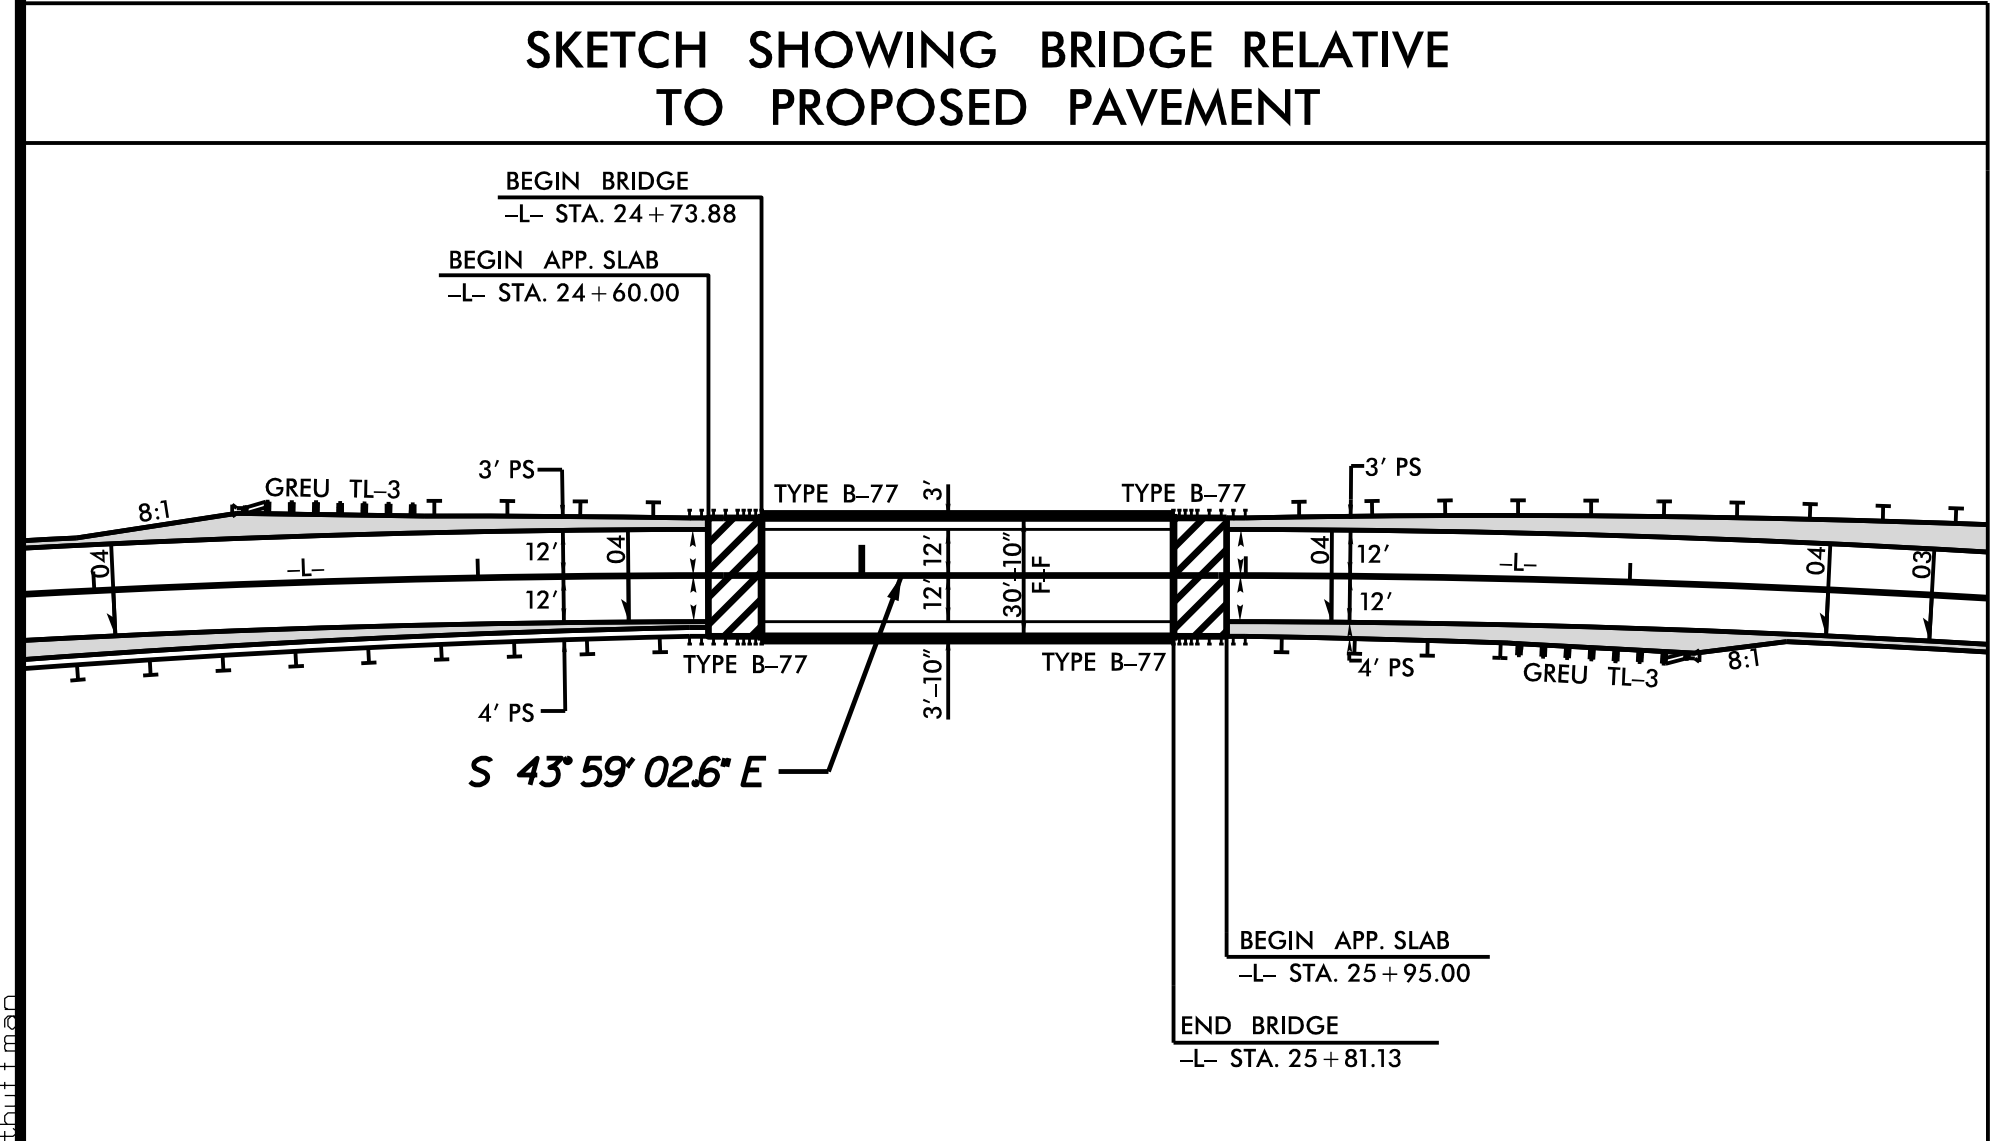 SKETCH SHOWING BRIDGE RELATIVE
TO PROPOSED PAVEMENT
BEGIN BRIDGE
–L– STA. 24+73.88
BEGIN APP. SLAB
–L– STA. 24+60.00
3' PS
3' PS
8:1
GREU TL–3
TYPE B–77
3'
TYPE B–77
04
–L–
12'
04
12'
30'–10"
F–F
04
12'
–L–
04
03
12'
12'
12'
TYPE B–77
TYPE B–77
4' PS
GREU TL–3
8:1
4' PS
3'–10"
S 43° 59' 02.6" E
BEGIN APP. SLAB
–L– STA. 25+95.00
END BRIDGE
–L– STA. 25+81.13